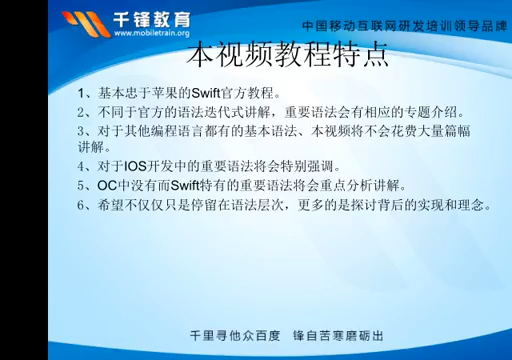 千锋教育
www.mobiletrain.org
中国移动互联网研发培训领导品牌
本视频教程特点
1、基本忠于苹果的Swift官方教程。
2、不同于官方的语法迭代式讲解，重要语法会有相应的专题介绍。
3、对于其他编程语言都有的基本语法、本视频将不会花费大量篇幅
讲解。
4、对于IOS开发中的重要语法将会特别强调。
5、OC中没有而Swift特有的重要语法将会重点分析讲解。
6、希望不仅仅只是停留在语法层次，更多的是探讨背后的实现和理念。
千里寻他众百度 锋自苦寒磨砺出